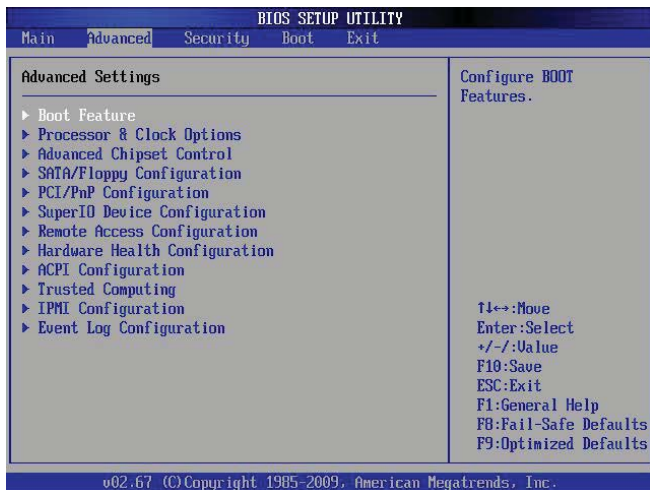 BIOS SETUP UTILITY
Main Advanced Security Boot Exit
Advanced Settings
▶ Boot Feature
▶ Processor & Clock Options
▶ Advanced Chipset Control
▶ SATA/Floppy Configuration
▶ PCI/PnP Configuration
▶ SuperIO Device Configuration
▶ Remote Access Configuration
▶ Hardware Health Configuration
▶ ACPI Configuration
▶ Trusted Computing
▶ IPMI Configuration
▶ Event Log Configuration
Configure BOOT
Features.
↑↓↔:Move
Enter:Select
+/-/:Value
F10:Save
ESC:Exit
F1:General Help
F8:Fail-Safe Defaults
F9:Optimized Defaults
v02.67 (C)Copyright 1985-2009, American Megatrends, Inc.